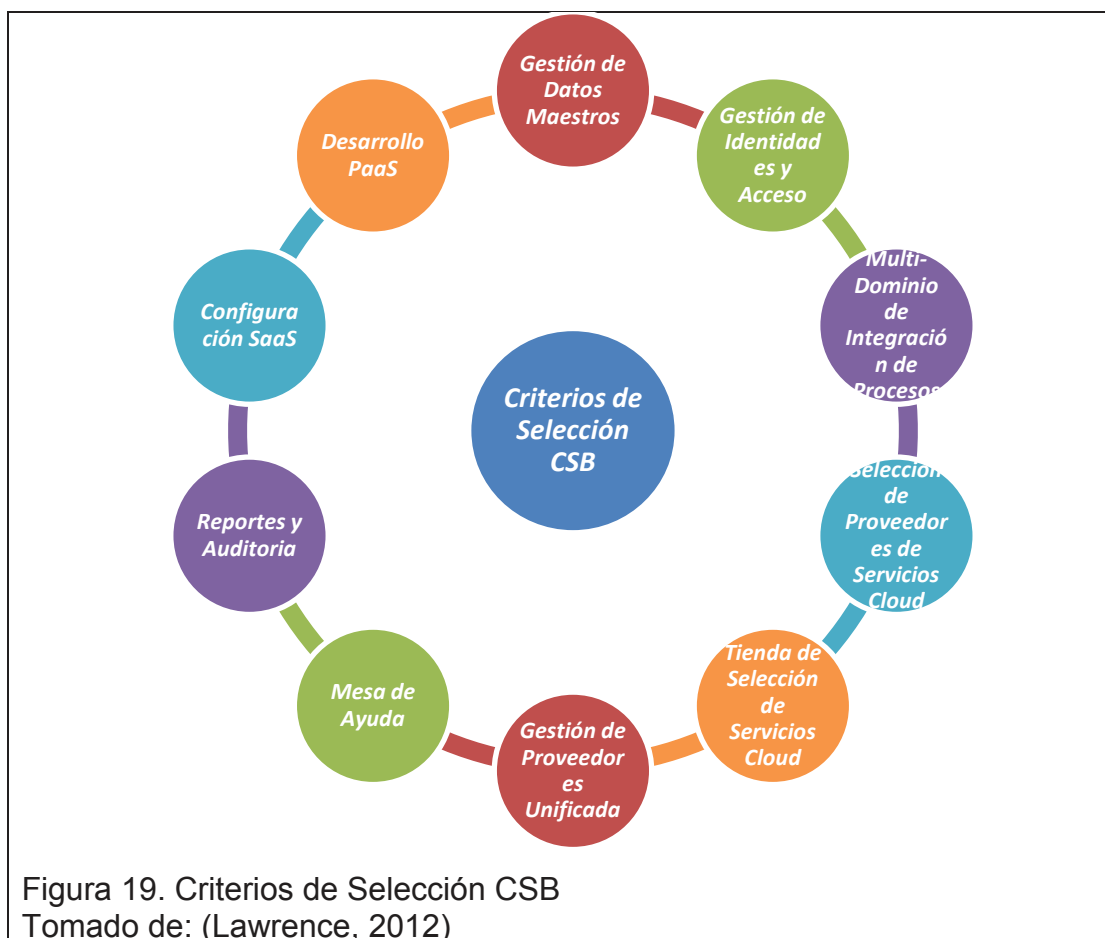 Gestión de
Datos
Maestros
Gestión de
Identidad
es y
Acceso
Multi-
Dominio
de
Integració
n de
Procesos
Selección
de
Proveedor
es de
Servicios
Cloud
Tienda de
Selección
de
Servicios
Cloud
Gestión de
Proveedor
es
Unificada
Mesa de
Ayuda
Reportes y
Auditoria
Configura
ción SaaS
Desarrollo
PaaS
Criterios de
Selección
CSB
Figura 19. Criterios de Selección CSB
Tomado de: (Lawrence, 2012)